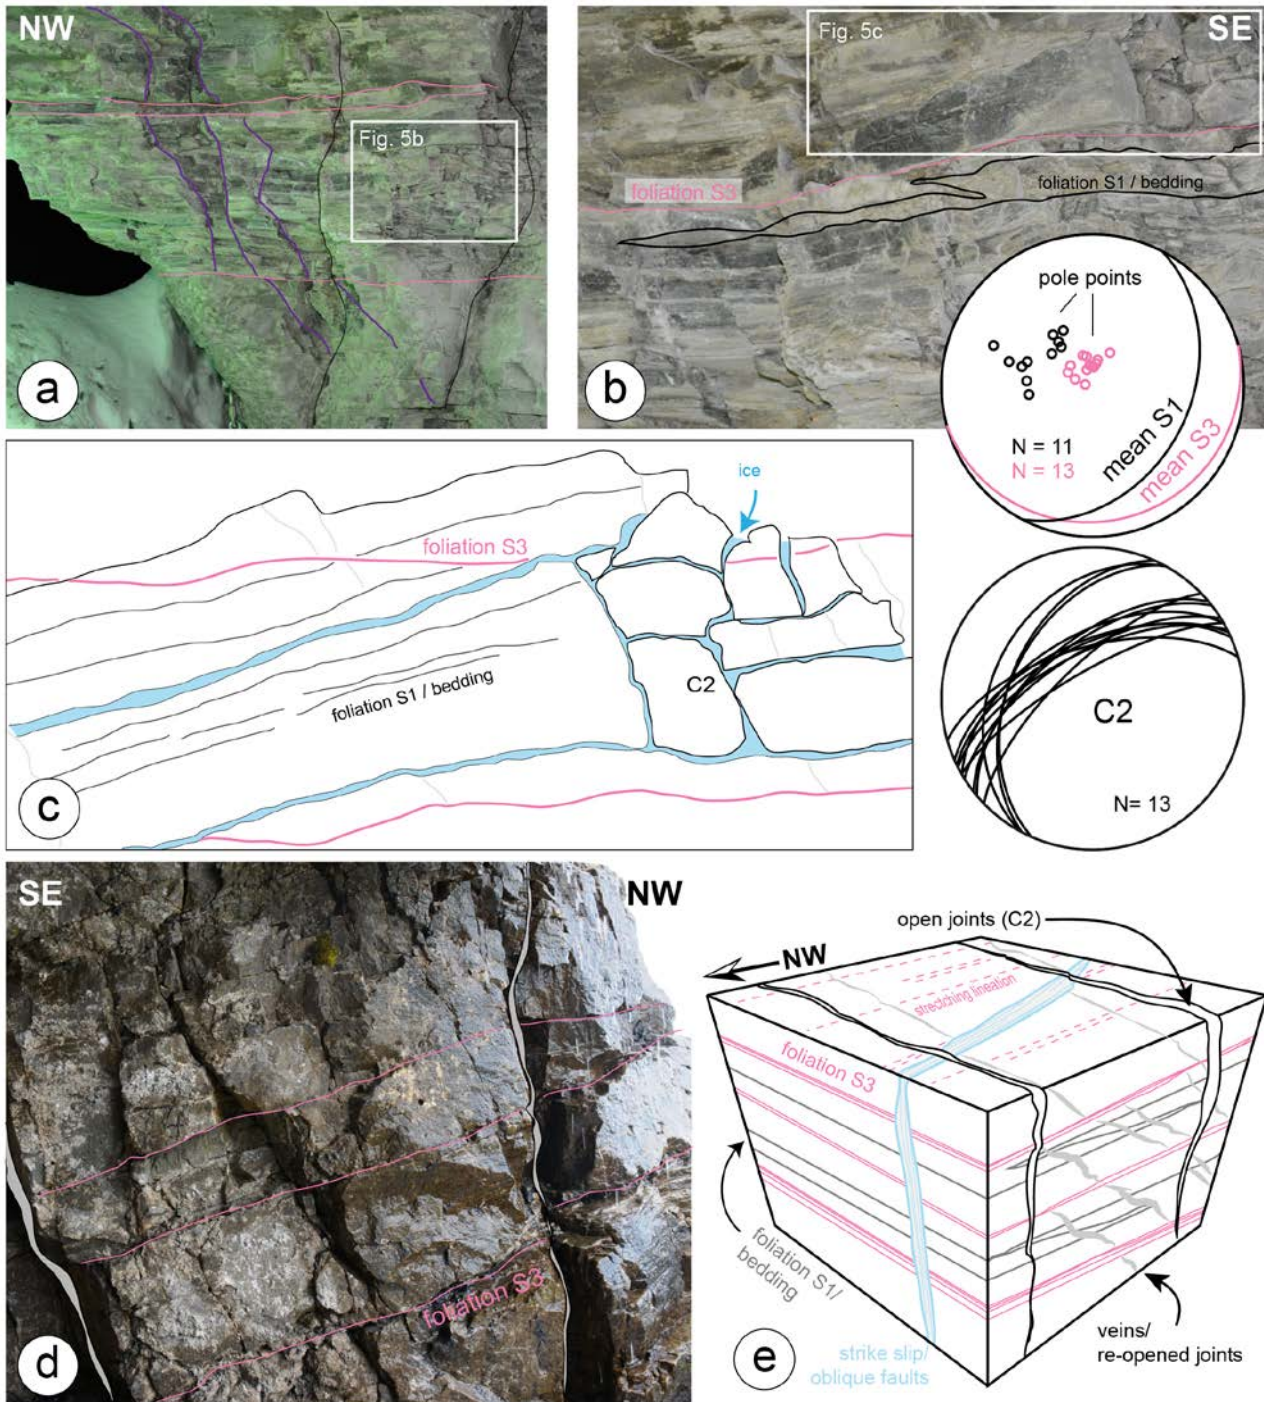 NW
Fig. 5b
a
Fig. 5c
SE
foliation S3
foliation S1 / bedding
b
pole points
N = 11
N = 13
mean S1
mean S3
ice
foliation S3
foliation S1 / bedding
C2
c
C2
N= 13
SE
NW
foliation S3
d
open joints (C2)
NW
strectching lineation
foliation S3
foliation S1/
bedding
strike slip/
oblique faults
e
veins/
re-opened joints